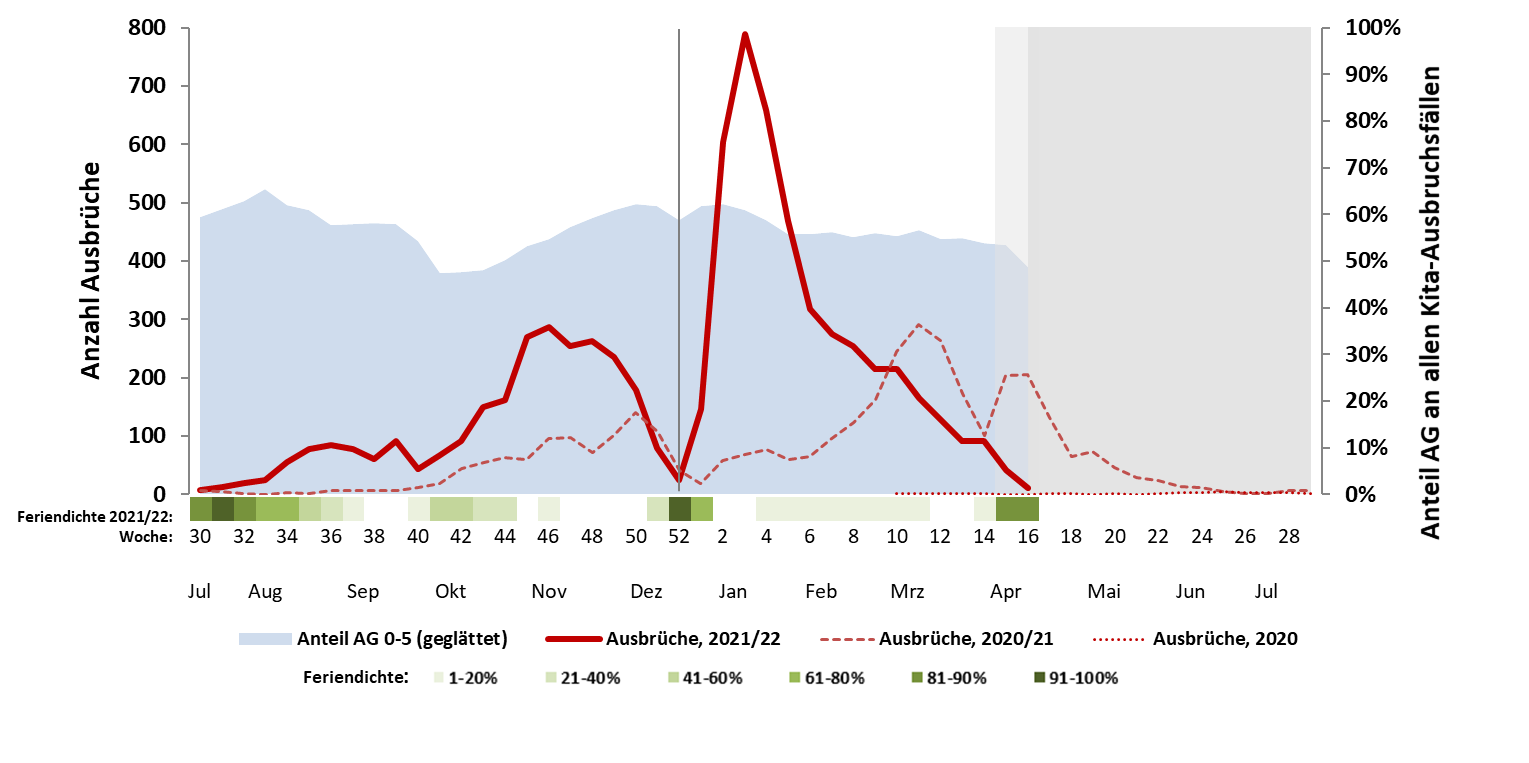 800
700
600
500
400
300
200
100
0
Anzahl Ausbrüche
100%
90%
80%
70%
60%
50%
40%
30%
20%
10%
0%
Anteil AG an allen Kita-Ausbruchsfällen
Feriendichte 2021/22:
Woche: 30 32 34 36 38 40 42 44 46 48 50 52 2 4 6 8 10 12 14 16 18 20 22 24 26 28
Jul Aug Sep Okt Nov Dez Jan Feb Mrz Apr Mai Jun Jul
Anteil AG 0-5 (geglättet) Ausbrüche, 2021/22 Ausbrüche, 2020/21 Ausbrüche, 2020
Feriendichte: 1-20% 21-40% 41-60% 61-80% 81-90% 91-100%